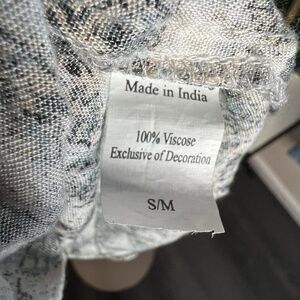 Made in India
100% Viscose
Exclusive of Decoration
S/M